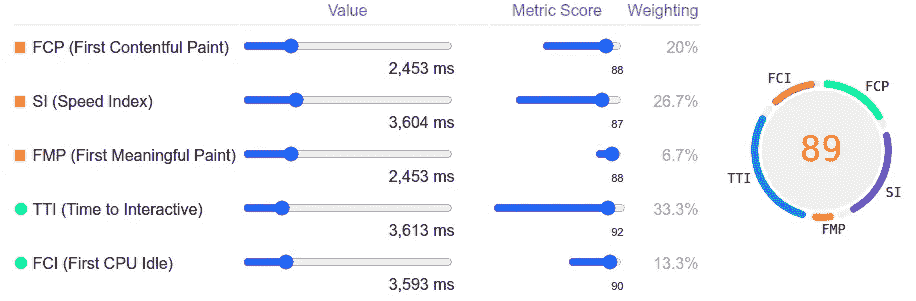 Value Metric Score Weighting
FCP (First Contentful Paint) 20%
2,453 ms 88
SI (Speed Index) 26.7%
3,604 ms 87
FMP (First Meaningful Paint) 6.7%
2,453 ms 88
TTI (Time to Interactive) 33.3%
3,613 ms 92
FCI (First CPU Idle) 13.3%
3,593 ms 90
FCI
FCP
89
TTI
SI
FMP